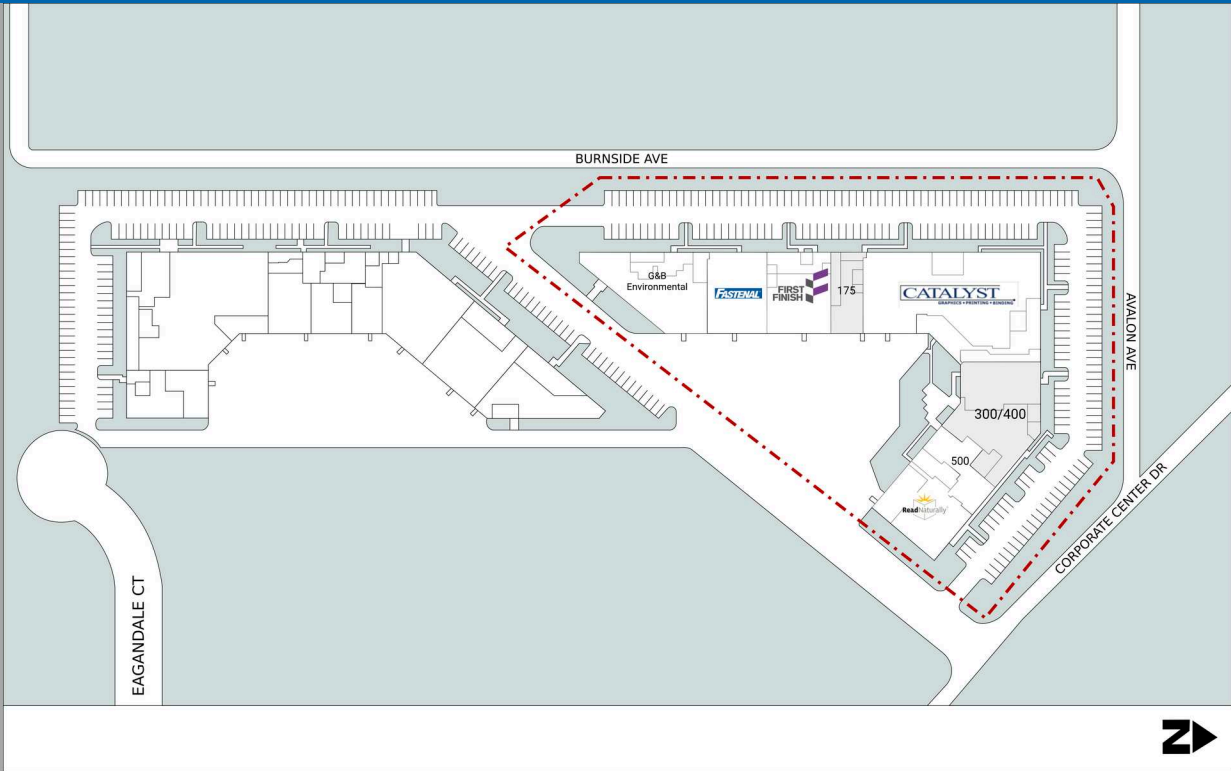 BURNSIDE AVE
G&B
Environmental
FASTENAL
FIRST
FINISH
175
CATALYST
GRAPHICS • PRINTING • BINDING
AVALON AVE
300/400
500
ReadNaturally
CORPORATE CENTER DR
EAGANDALE CT
N